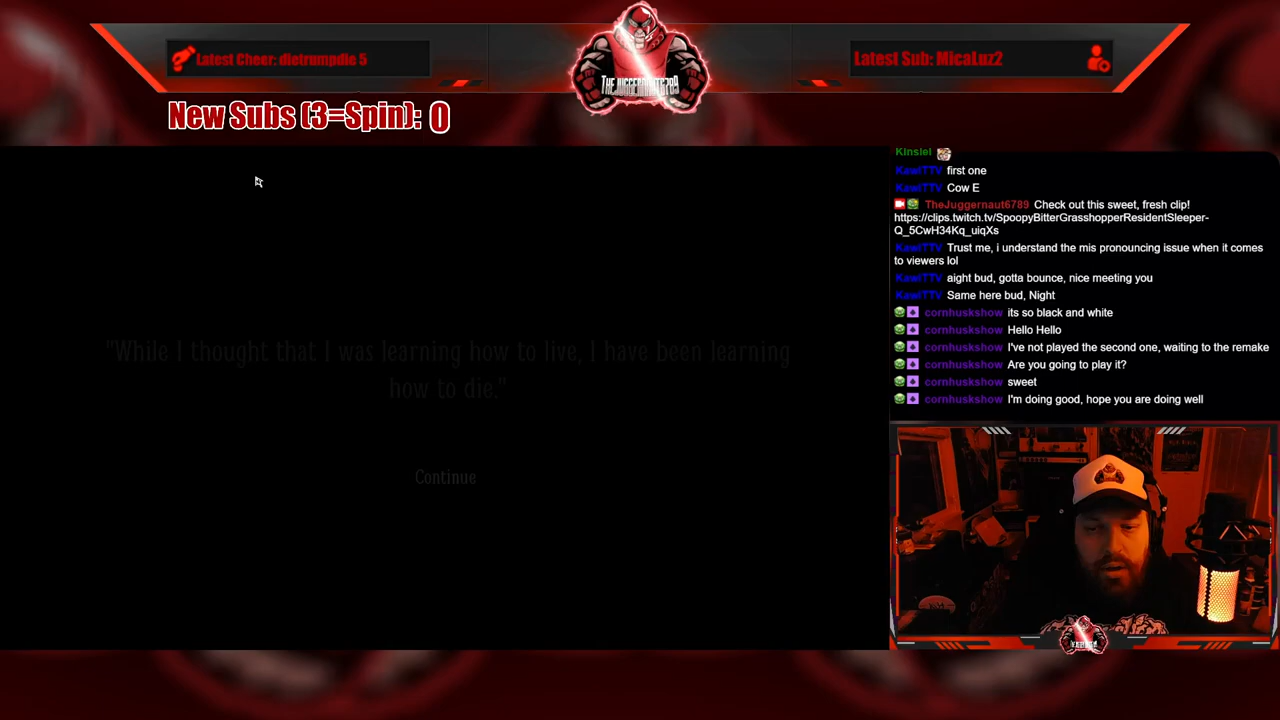 Latest Cheer: dietrumpdie 5
THEJUGGERNAUT6789
Latest Sub: MicaLuz2
New Subs (3=Spin): 0
"While I thought that I was learning how to live, I have been learning
how to die."
Continue
Kinsiel
KawiTTV first one
KawiTTV Cow E
TheJuggernaut6789 Check out this sweet, fresh clip!
https://clips.twitch.tv/SpoopyBitterGrasshopperResidentSleeper-
Q_5CwH34Kq_uiqXs
KawiTTV Trust me, i understand the mis pronouncing issue when it comes
to viewers lol
KawiTTV aight bud, gotta bounce, nice meeting you
KawiTTV Same here bud, Night
cornhuskshow its so black and white
cornhuskshow Hello Hello
cornhuskshow I've not played the second one, waiting to the remake
cornhuskshow Are you going to play it?
cornhuskshow sweet
cornhuskshow I'm doing good, hope you are doing well